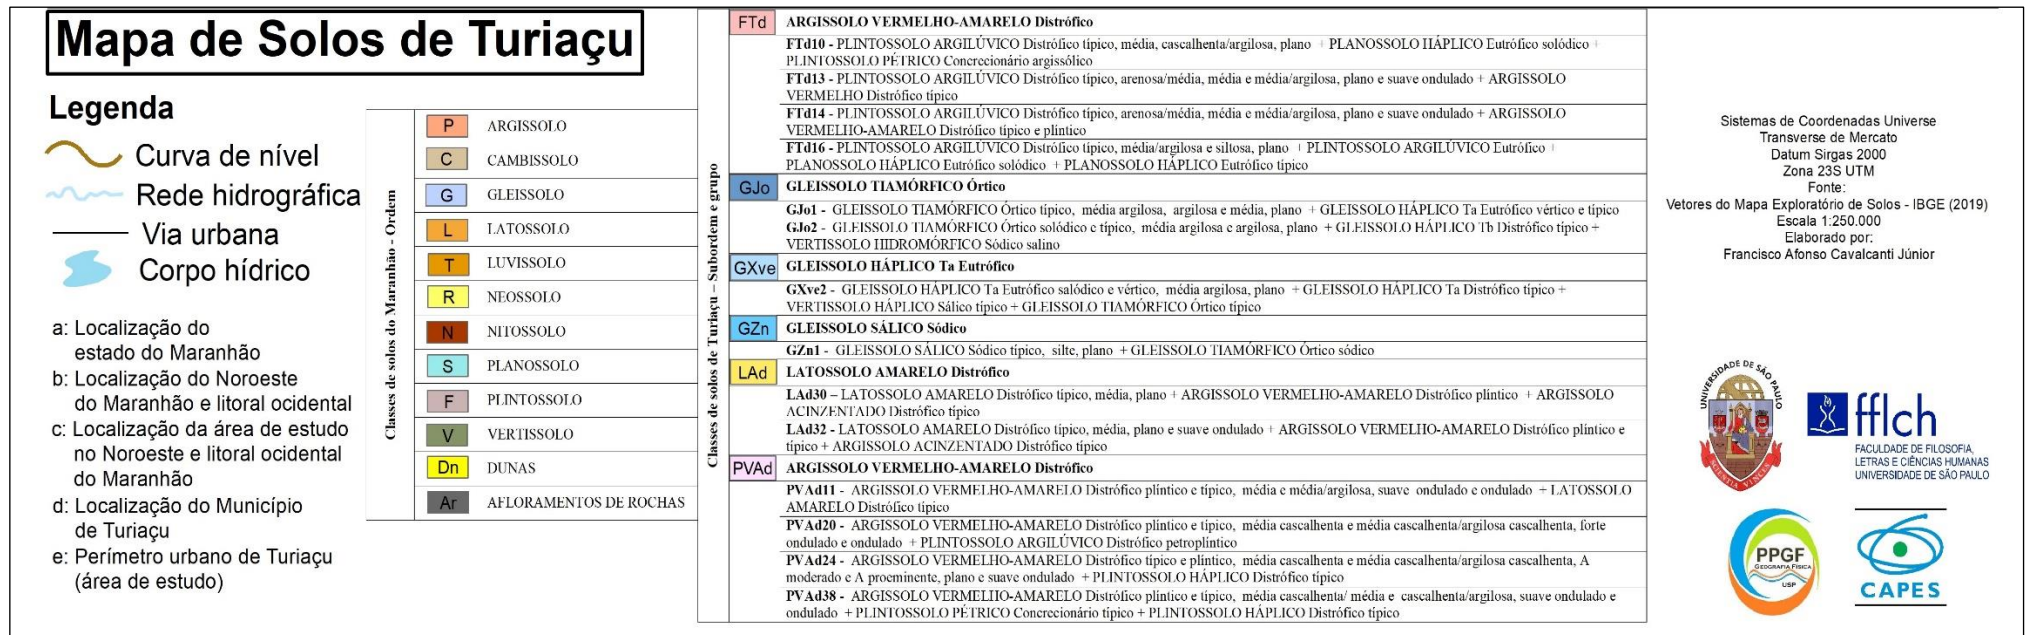 Mapa de Solos de Turiaçu
Legenda
Curva de nível
Rede hidrográfica
Via urbana
Corpo hídrico
a: Localização do
estado do Maranhão
b: Localização do Noroeste
do Maranhão e litoral ocidental
c: Localização da área de estudo
no Noroeste e litoral ocidental
do Maranhão
d: Localização do Município
de Turiaçu
e: Perímetro urbano de Turiaçu
(área de estudo)
Classes de solos do Maranhão - Ordem
P ARGISSOLO
C CAMBISSOLO
G GLEISSOLO
L LATOSSOLO
T LUVISSOLO
R NEOSSOLO
N NITOSSOLO
S PLANOSSOLO
F PLINTOSSOLO
V VERTISSOLO
Dn DUNAS
Ar AFLORAMENTOS DE ROCHAS
Classes de solos de Turiaçu – Subordem e grupo
FTd ARGISSOLO VERMELHO-AMARELO Distrófico
FTd10 - PLINTOSSOLO ARGILÚVICO Distrófico típico, média, cascalhenta/argilosa, plano + PLANOSSOLO HÁPLICO Eutrófico solódico +
PLINTOSSOLO PÉTRICO Concrecionário argissólico
FTd13 - PLINTOSSOLO ARGILÚVICO Distrófico típico, arenosa/média, média e média/argilosa, plano e suave ondulado + ARGISSOLO
VERMELHO Distrófico típico
FTd14 - PLINTOSSOLO ARGILÚVICO Distrófico típico, arenosa/média, média e média/argilosa, plano e suave ondulado + ARGISSOLO
VERMELHO-AMARELO Distrófico típico e plíntico
FTd16 - PLINTOSSOLO ARGILÚVICO Distrófico típico, média/argilosa e siltosa, plano + PLINTOSSOLO ARGILÚVICO Eutrófico +
PLANOSSOLO HÁPLICO Eutrófico solódico + PLANOSSOLO HÁPLICO Eutrófico típico
GJo GLEISSOLO TIAMÓRFICO Órtico
GJo1 - GLEISSOLO TIAMÓRFICO Órtico típico, média argilosa, argilosa e média, plano + GLEISSOLO HÁPLICO Ta Eutrófico vértico e típico
GJo2 - GLEISSOLO TIAMÓRFICO Órtico solódico e típico, média argilosa e argilosa, plano + GLEISSOLO HÁPLICO Tb Distrófico típico +
VERTISSOLO HIDROMÓRFICO Sódico salino
GXve GLEISSOLO HÁPLICO Ta Eutrófico
GXve2 - GLEISSOLO HÁPLICO Ta Eutrófico salódico e vértico, média argilosa, plano + GLEISSOLO HÁPLICO Ta Distrófico típico +
VERTISSOLO HÁPLICO Sálico típico + GLEISSOLO TIAMÓRFICO Órtico típico
GZn GLEISSOLO SÁLICO Sódico
GZn1 - GLEISSOLO SÁLICO Sódico típico, silte, plano + GLEISSOLO TIAMÓRFICO Órtico sódico
LAd LATOSSOLO AMARELO Distrófico
LAd30 – LATOSSOLO AMARELO Distrófico típico, média, plano + ARGISSOLO VERMELHO-AMARELO Distrófico plíntico + ARGISSOLO
ACINZENTADO Distrófico típico
LAd32 - LATOSSOLO AMARELO Distrófico típico, média, plano e suave ondulado + ARGISSOLO VERMELHO-AMARELO Distrófico plíntico e
típico + ARGISSOLO ACINZENTADO Distrófico típico
PVAd ARGISSOLO VERMELHO-AMARELO Distrófico
PVAd11 - ARGISSOLO VERMELHO-AMARELO Distrófico plíntico e típico, média e média/argilosa, suave ondulado e ondulado + LATOSSOLO
AMARELO Distrófico típico
PVAd20 - ARGISSOLO VERMELHO-AMARELO Distrófico plíntico e típico, média cascalhenta e média cascalhenta/argilosa cascalhenta, forte
ondulado e ondulado + PLINTOSSOLO ARGILÚVICO Distrófico petroplíntico
PVAd24 - ARGISSOLO VERMELHO-AMARELO Distrófico típico e plíntico, média cascalhenta e média cascalhenta/argilosa cascalhenta, A
moderado e A proeminente, plano e suave ondulado + PLINTOSSOLO HÁPLICO Distrófico típico
PVAd38 - ARGISSOLO VERMELHO-AMARELO Distrófico plíntico e típico, média cascalhenta/ média e cascalhenta/argilosa, suave ondulado e
ondulado + PLINTOSSOLO PÉTRICO Concrecionário típico + PLINTOSSOLO HÁPLICO Distrófico típico
Sistemas de Coordenadas Universe
Transverse de Mercato
Datum Sirgas 2000
Zona 23S UTM
Fonte:
Vetores do Mapa Exploratório de Solos - IBGE (2019)
Escala 1:250.000
Elaborado por:
Francisco Afonso Cavalcanti Júnior
UNIVERSIDADE DE SÃO PAULO
SCIENTIA VINCES
fflch
FACULDADE DE FILOSOFIA,
LETRAS E CIÊNCIAS HUMANAS
UNIVERSIDADE DE SÃO PAULO
PPGF
GEOGRAFIA FÍSICA
USP
CAPES